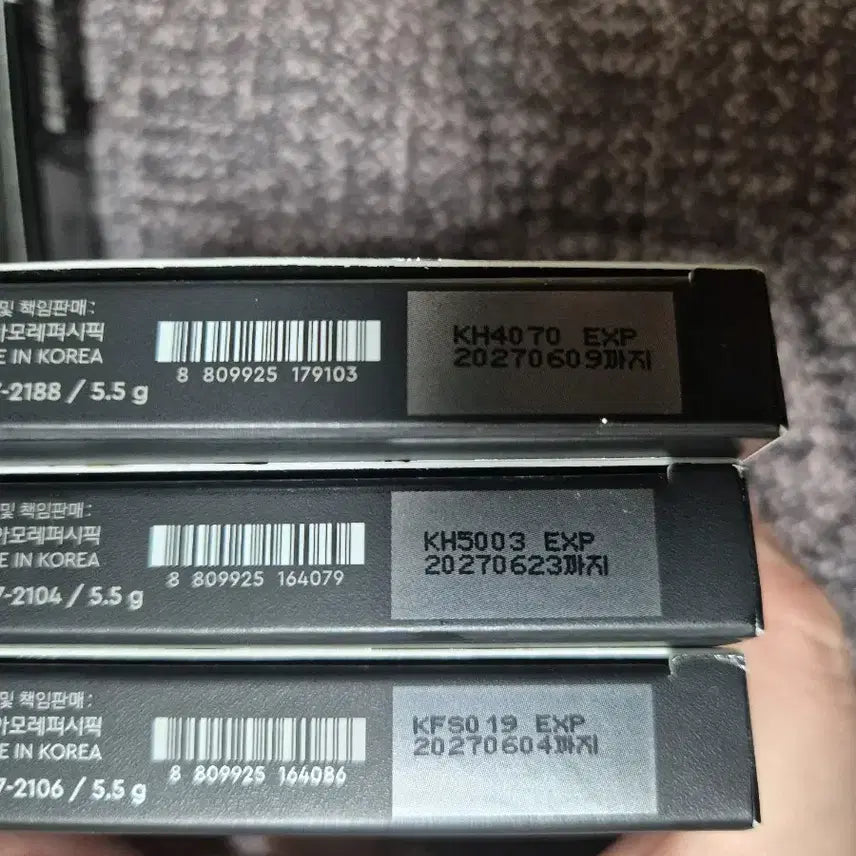 및 책임판매:
아모레퍼시픽
E IN KOREA
7-2188 / 5.5 g
8 809925 179103
KH4070 EXP
20270609까지
및 책임판매:
아모레퍼시픽
E IN KOREA
7-2104 / 5.5 g
8 809925 164079
KH5003 EXP
20270623까지
및 책임판매:
아모레퍼시픽
E IN KOREA
7-2106 / 5.5 g
8 809925 164086
KFS019 EXP
20270604까지